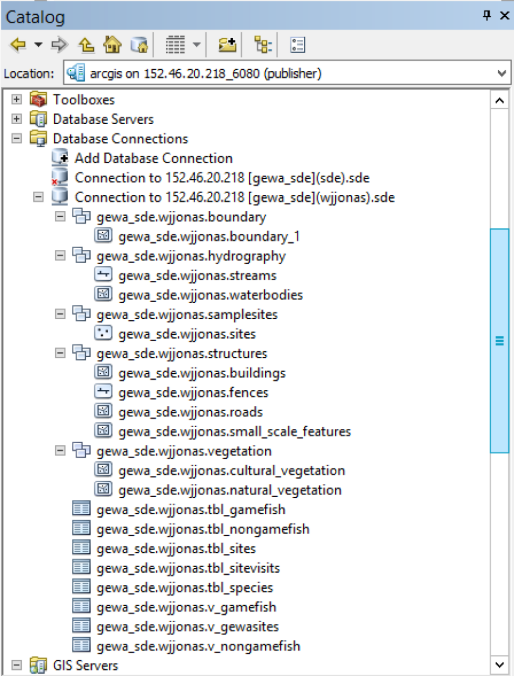 Catalog
Location: arcgis on 152.46.20.218_6080 (publisher)
Toolboxes
Database Servers
Database Connections
Add Database Connection
Connection to 152.46.20.218 [gewa_sde](sde).sde
Connection to 152.46.20.218 [gewa_sde](wjjonas).sde
gewa_sde.wjjonas.boundary
gewa_sde.wjjonas.boundary_1
gewa_sde.wjjonas.hydrography
gewa_sde.wjjonas.streams
gewa_sde.wjjonas.waterbodies
gewa_sde.wjjonas.samplesites
gewa_sde.wjjonas.sites
gewa_sde.wjjonas.structures
gewa_sde.wjjonas.buildings
gewa_sde.wjjonas.fences
gewa_sde.wjjonas.roads
gewa_sde.wjjonas.small_scale_features
gewa_sde.wjjonas.vegetation
gewa_sde.wjjonas.cultural_vegetation
gewa_sde.wjjonas.natural_vegetation
gewa_sde.wjjonas.tbl_gamefish
gewa_sde.wjjonas.tbl_nongamefish
gewa_sde.wjjonas.tbl_sites
gewa_sde.wjjonas.tbl_sitevisits
gewa_sde.wjjonas.tbl_species
gewa_sde.wjjonas.v_gamefish
gewa_sde.wjjonas.v_gewasites
gewa_sde.wjjonas.v_nongamefish
GIS Servers